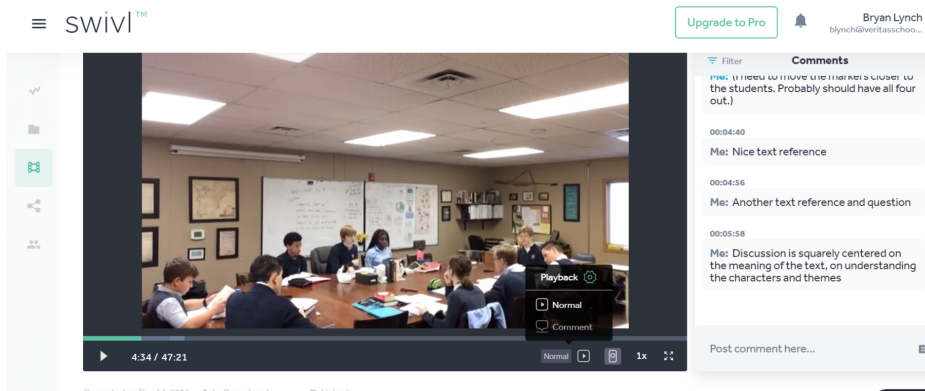 swivl™
Upgrade to Pro
Bryan Lynch
blynch@veritasschoo...
Filter
Comments
Me: (I need to move the markers closer to
the students. Probably should have all four
out.)
00:04:40
Me: Nice text reference
00:04:56
Me: Another text reference and question
00:05:58
Me: Discussion is squarely centered on
the meaning of the text, on understanding
the characters and themes
Post comment here...
Playback
Normal
Comment
4:34 / 47:21
Normal
1x